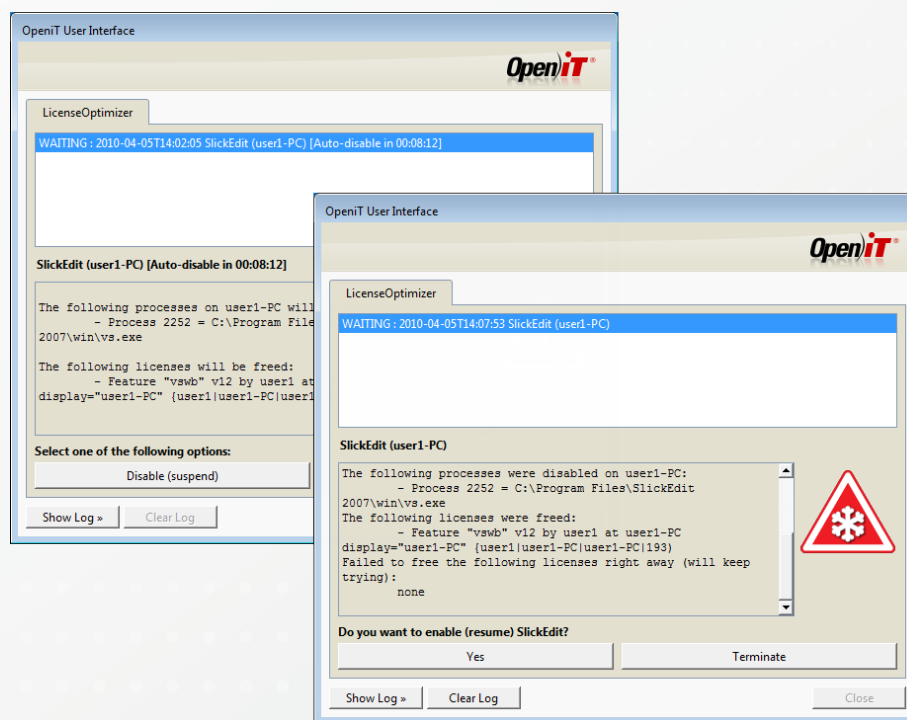 OpeniT User Interface
Open iT®
LicenseOptimizer
WAITING : 2010-04-05T14:02:05 SlickEdit (user1-PC) [Auto-disable in 00:08:12]
SlickEdit (user1-PC) [Auto-disable in 00:08:12]
The following processes on user1-PC will
- Process 2252 = C:\Program File
2007\win\vs.exe
The following licenses will be freed:
- Feature "vswb" v12 by user1 at
display="user1-PC" {user1|user1-PC|user1
Select one of the following options:
Disable (suspend)
Show Log »
Clear Log
OpeniT User Interface
Open iT®
LicenseOptimizer
WAITING : 2010-04-05T14:07:53 SlickEdit (user1-PC)
SlickEdit (user1-PC)
The following processes were disabled on user1-PC:
- Process 2252 = C:\Program Files\SlickEdit
2007\win\vs.exe
The following licenses were freed:
- Feature "vswb" v12 by user1 at user1-PC
display="user1-PC" {user1|user1-PC|user1-PC|193)
Failed to free the following licenses right away (will keep
trying):
none
Do you want to enable (resume) SlickEdit?
Yes
Terminate
Show Log »
Clear Log
Close